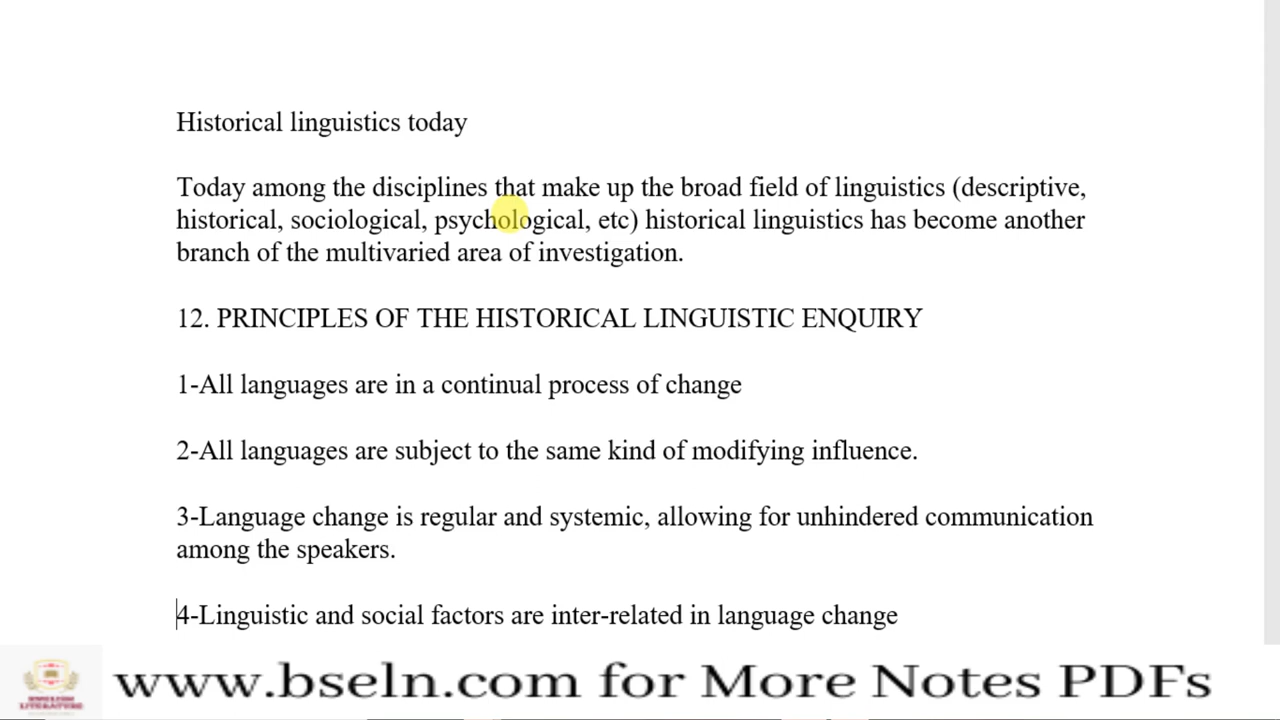 Historical linguistics today
Today among the disciplines that make up the broad field of linguistics (descriptive,
historical, sociological, psychological, etc) historical linguistics has become another
branch of the multivaried area of investigation.
12. PRINCIPLES OF THE HISTORICAL LINGUISTIC ENQUIRY
1-All languages are in a continual process of change
2-All languages are subject to the same kind of modifying influence.
3-Language change is regular and systemic, allowing for unhindered communication
among the speakers.
4-Linguistic and social factors are inter-related in language change
www.bseln.com for More Notes PDFs
ENGLISH
LITERATURE